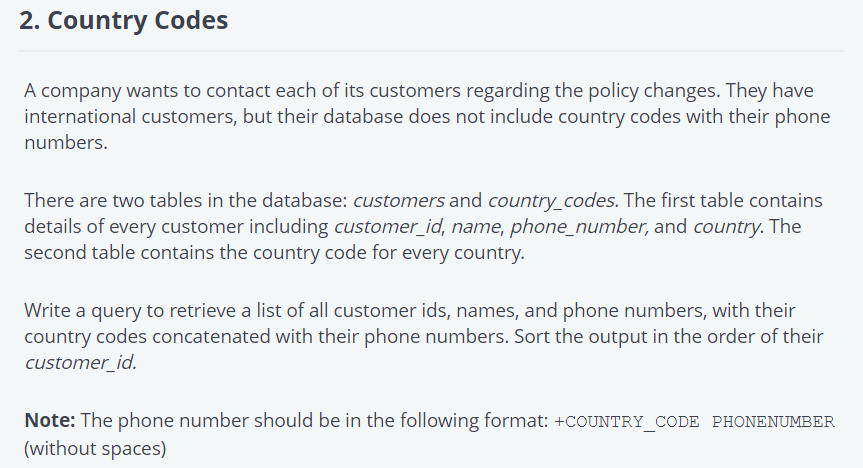 2. Country Codes
A company wants to contact each of its customers regarding the policy changes. They have
international customers, but their database does not include country codes with their phone
numbers.
There are two tables in the database: customers and country_codes. The first table contains
details of every customer including customer_id, name, phone_number, and country. The
second table contains the country code for every country.
Write a query to retrieve a list of all customer ids, names, and phone numbers, with their
country codes concatenated with their phone numbers. Sort the output in the order of their
customer_id.
Note: The phone number should be in the following format: +COUNTRY_CODE PHONENUMBER
(without spaces)